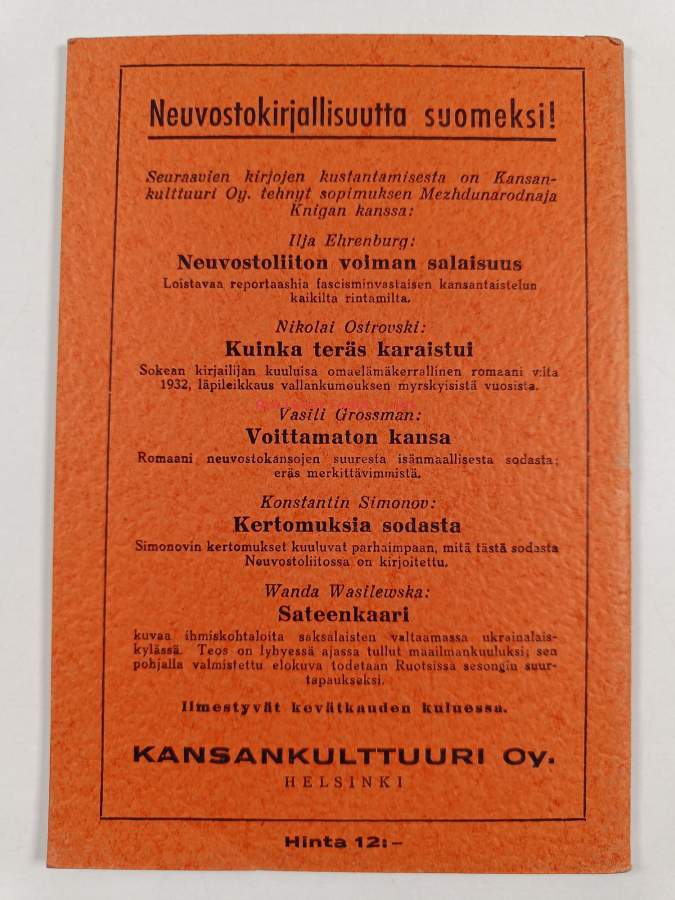 Neuvostokirjallisuutta suomeksi!
Seuraavien kirjojen kustantamisesta on Kansan-
kulttuuri Oy. tehnyt sopimuksen Mezhdunarodnaja
Knigan kanssa:
Ilja Ehrenburg:
Neuvostoliiton voiman salaisuus
Loistavaa reportaashia fascisminvastaisen kansantaistelun
kaikilta rintamilta.
Nikolai Ostrovski:
Kuinka teräs karaistui
Sokean kirjailijan kuuluisa omaelämäkerrallinen romaani v:lta
1932, läpileikkaus vallankumouksen myrskyisistä vuosista.
Vasili Grossman:
Voittamaton kansa
Romaani neuvostokansojen suuresta isänmaallisesta sodasta;
eräs merkittävimmistä.
Konstantin Simonov:
Kertomuksia sodasta
Simonovin kertomukset kuuluvat parhaimpaan, mitä tästä sodasta
Neuvostoliitossa on kirjoitettu.
Wanda Wasilewska:
Sateenkaari
kuvaa ihmiskohtaloita saksalaisten valtaamassa ukrainalais-
kylässä. Teos on lyhyessä ajassa tullut maailmankuuluksi; sen
pohjalla valmistettu elokuva todetaan Ruotsissa sesongin suur-
tapaukseksi.
Ilmestyvät kevätkauden kuluessa.
KANSANKULTTUURI Oy.
HELSINKI
Hinta 12:-